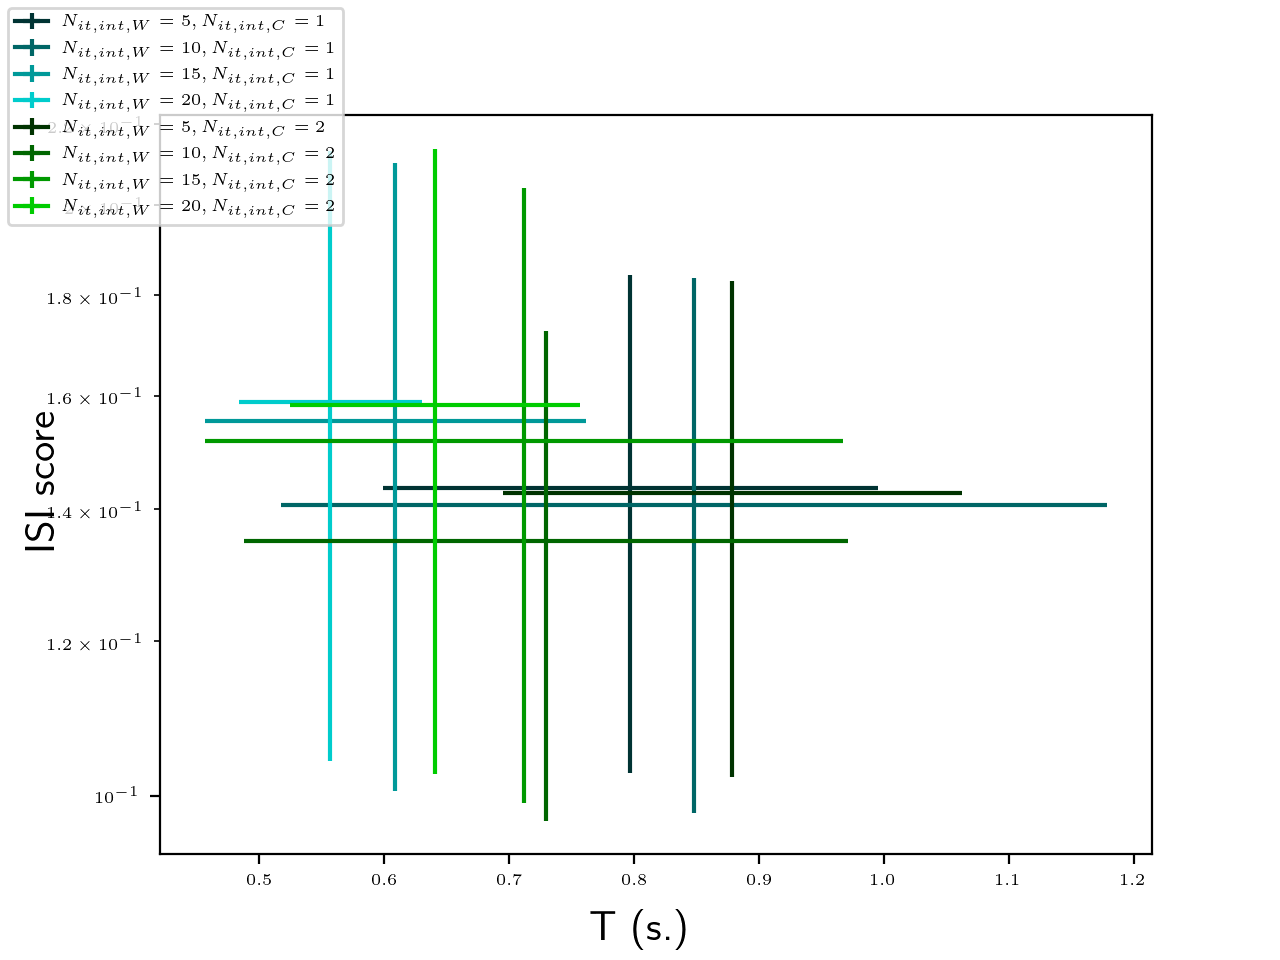 N_{it,int,W} = 5, N_{it,int,C} = 1
N_{it,int,W} = 10, N_{it,int,C} = 1
N_{it,int,W} = 15, N_{it,int,C} = 1
N_{it,int,W} = 20, N_{it,int,C} = 1
N_{it,int,W} = 5, N_{it,int,C} = 2
N_{it,int,W} = 10, N_{it,int,C} = 2
N_{it,int,W} = 15, N_{it,int,C} = 2
N_{it,int,W} = 20, N_{it,int,C} = 2
1.8 × 10⁻¹
1.6 × 10⁻¹
1.4 × 10⁻¹
1.2 × 10⁻¹
10⁻¹
ISI score
0.5 0.6 0.7 0.8 0.9 1.0 1.1 1.2
T (s.)